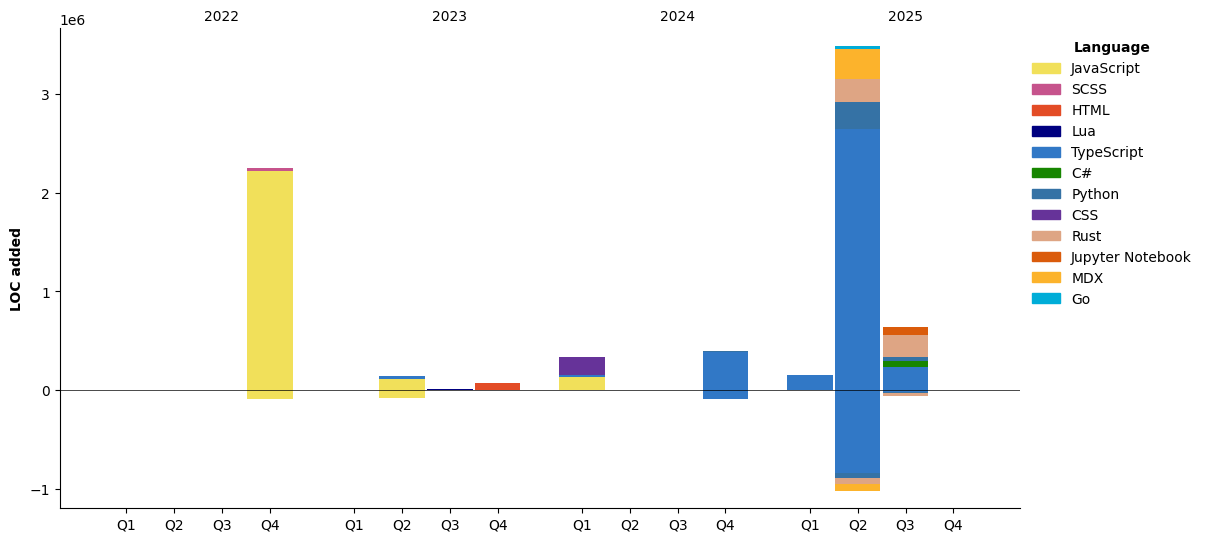 2022 2023 2024 2025
1e6
3
2
1
0
−1
LOC added
Q1 Q2 Q3 Q4 Q1 Q2 Q3 Q4 Q1 Q2 Q3 Q4 Q1 Q2 Q3 Q4
Language
JavaScript
SCSS
HTML
Lua
TypeScript
C#
Python
CSS
Rust
Jupyter Notebook
MDX
Go